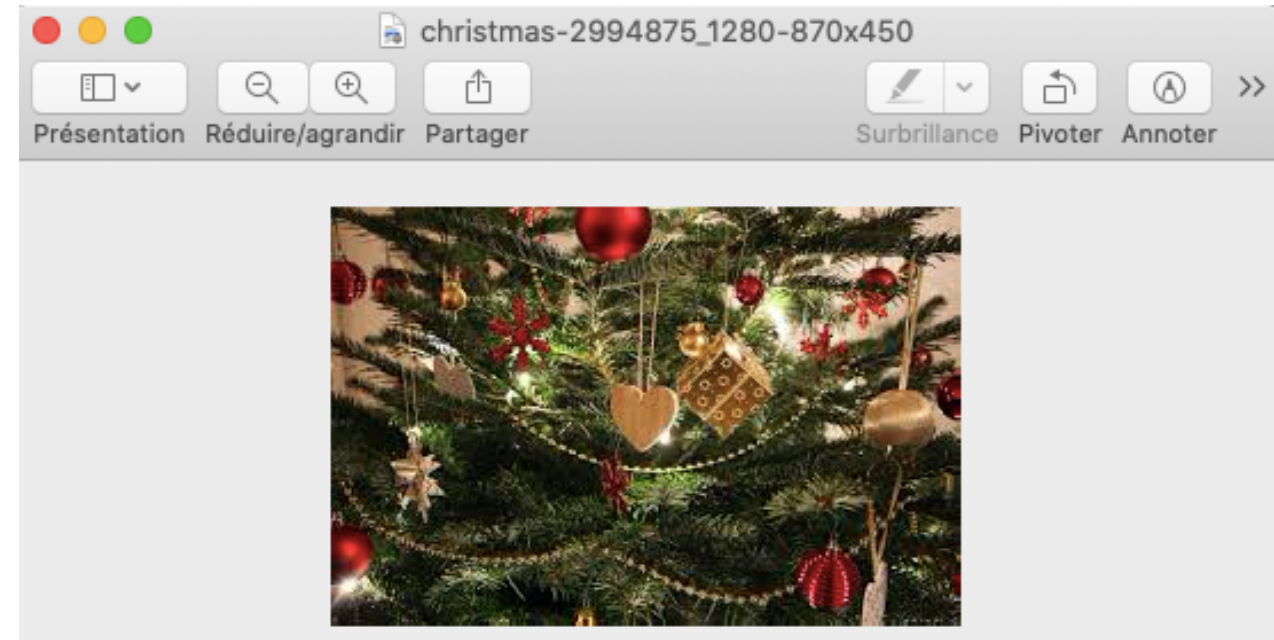 christmas-2994875_1280-870x450
Présentation Réduire/agrandir Partager Surbrillance Pivoter Annoter